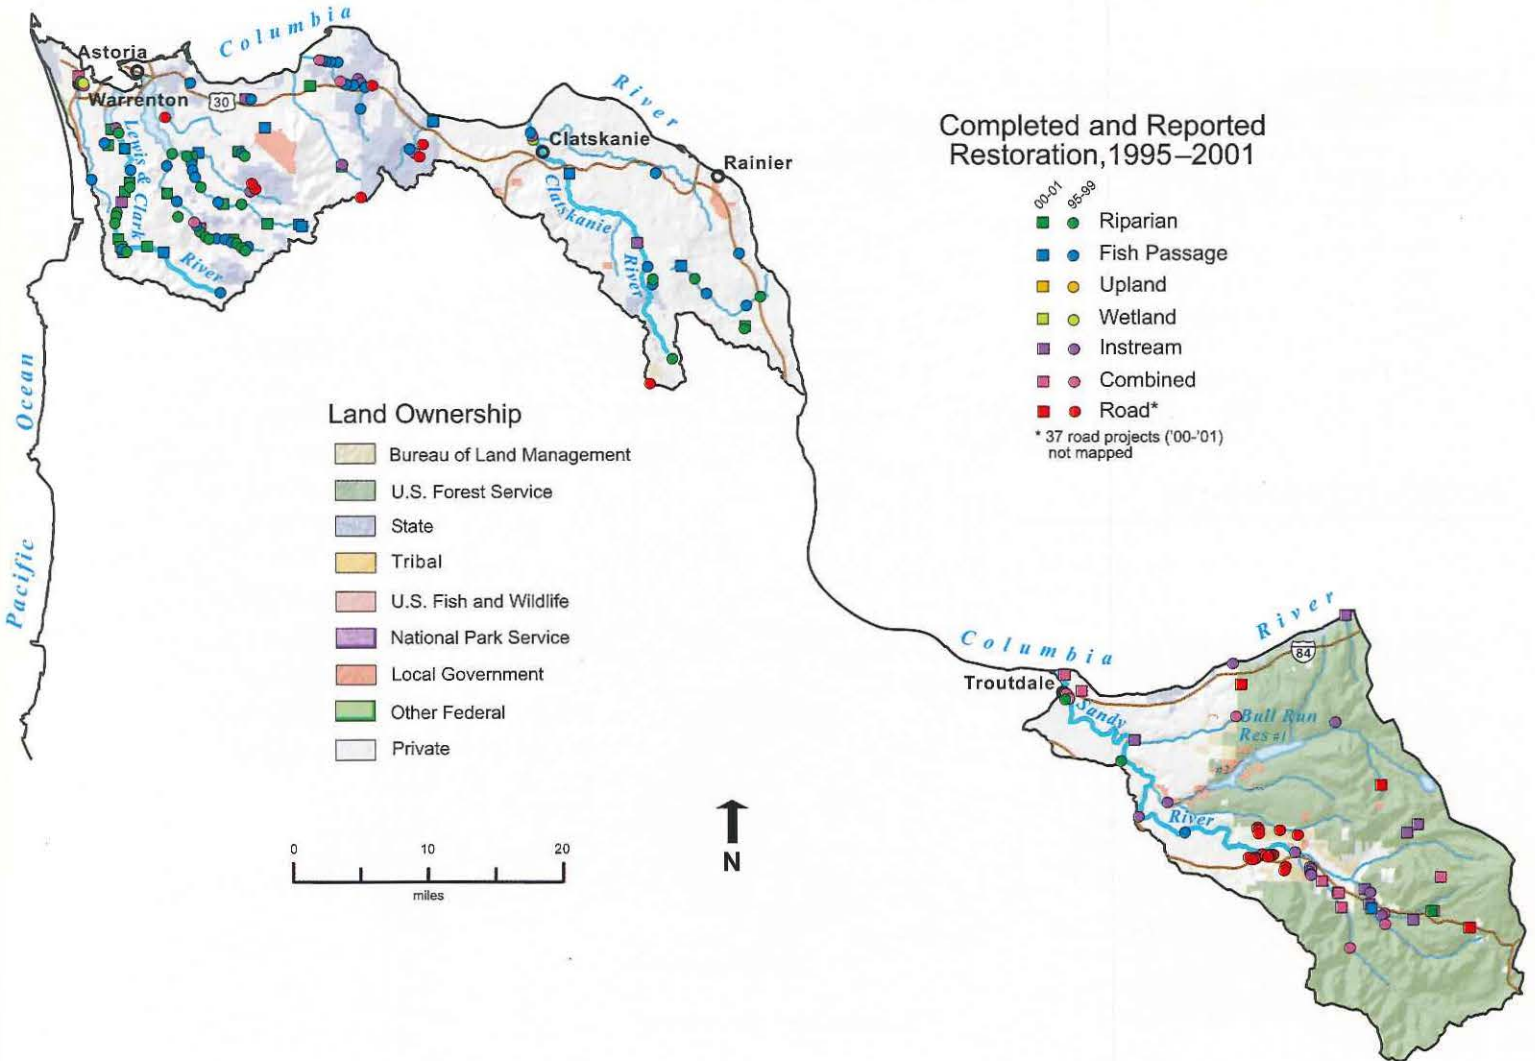 Columbia
River
Astoria
Warrenton
30
Lewis & Clark
River
Clatskanie
Rainier
Clatskanie
River
Pacific Ocean
Completed and Reported
Restoration, 1995–2001
00-01 95-99
Riparian
Fish Passage
Upland
Wetland
Instream
Combined
Road*
* 37 road projects ('00-'01)
not mapped
Land Ownership
Bureau of Land Management
U.S. Forest Service
State
Tribal
U.S. Fish and Wildlife
National Park Service
Local Government
Other Federal
Private
0 10 20
miles
N
Columbia
River
84
Troutdale
Sandy
River
Bull Run
Res #1
#2